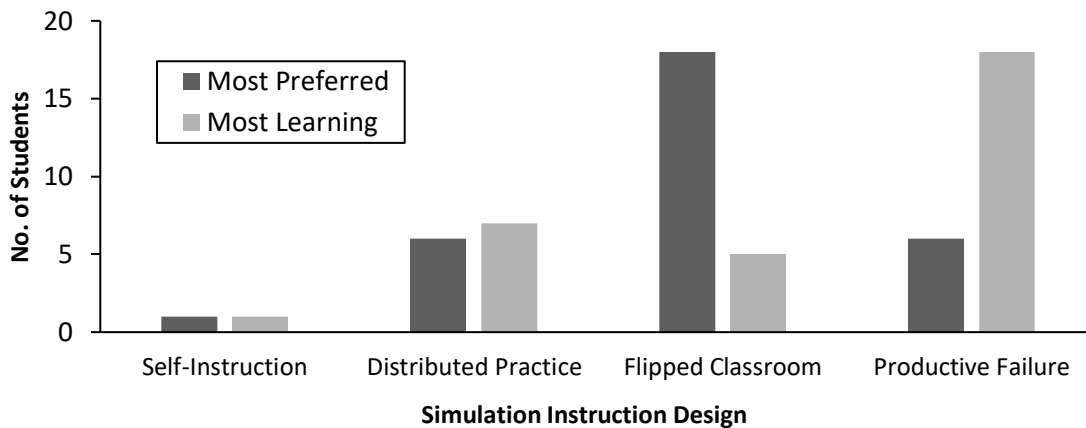 20
15
10
5
0
No. of Students
Most Preferred
Most Learning
Self-Instruction Distributed Practice Flipped Classroom Productive Failure
Simulation Instruction Design